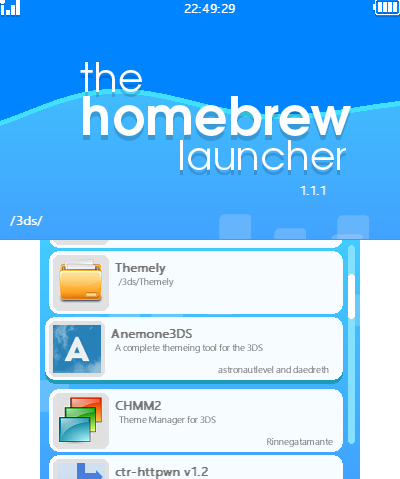 22:49:29
the
homebrew
launcher
1.1.1
/3ds/
Themely
/3ds/Themely
Anemone3DS
A complete themeing tool for the 3DS
astronautlevel and daedreth
CHMM2
Theme Manager for 3DS
Rinnegatamante
ctr-httpwn v1.2